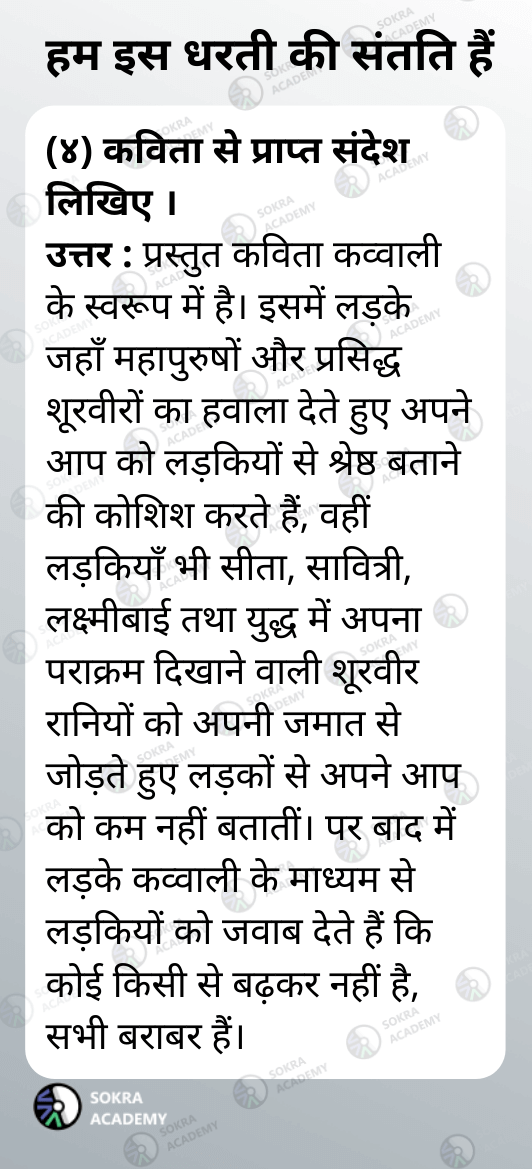 हम इस धरती की संतति हैं
(४) कविता से प्राप्त संदेश
लिखिए ।
उत्तर : प्रस्तुत कविता कव्वाली
के स्वरूप में है। इसमें लड़के
जहाँ महापुरुषों और प्रसिद्ध
शूरवीरों का हवाला देते हुए अपने
आप को लड़कियों से श्रेष्ठ बताने
की कोशिश करते हैं, वहीं
लड़कियाँ भी सीता, सावित्री,
लक्ष्मीबाई तथा युद्ध में अपना
पराक्रम दिखाने वाली शूरवीर
रानियों को अपनी जमात से
जोड़ते हुए लड़कों से अपने आप
को कम नहीं बतातीं। पर बाद में
लड़के कव्वाली के माध्यम से
लड़कियों को जवाब देते हैं कि
कोई किसी से बढ़कर नहीं है,
सभी बराबर हैं।
SOKRA
ACADEMY